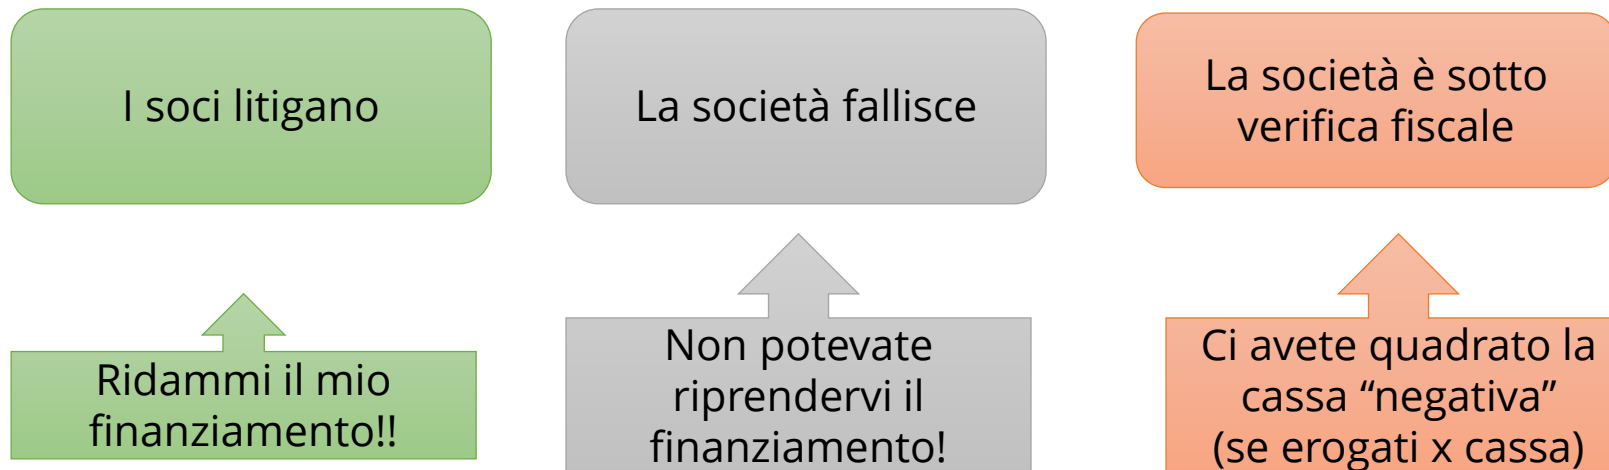 I soci litigano
La società fallisce
La società è sotto
verifica fiscale
Ridammi il mio
finanziamento!!
Non potevate
riprendervi il
finanziamento!
Ci avete quadrato la
cassa “negativa”
(se erogati x cassa)